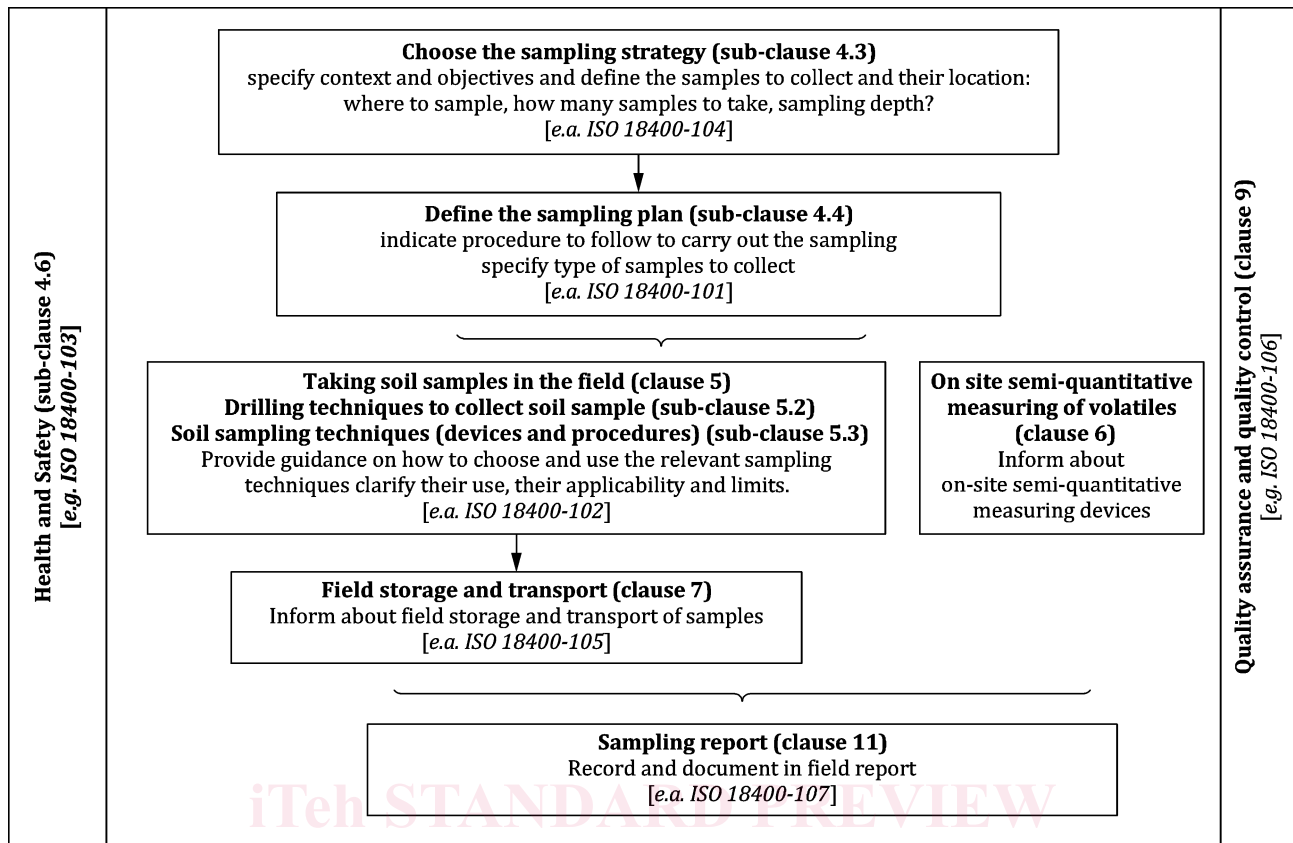 Health and Safety (sub-clause 4.6)
[e.g. ISO 18400-103]
Choose the sampling strategy (sub-clause 4.3)
specify context and objectives and define the samples to collect and their location:
where to sample, how many samples to take, sampling depth?
[e.a. ISO 18400-104]
Define the sampling plan (sub-clause 4.4)
indicate procedure to follow to carry out the sampling
specify type of samples to collect
[e.a. ISO 18400-101]
Taking soil samples in the field (clause 5)
Drilling techniques to collect soil sample (sub-clause 5.2)
Soil sampling techniques (devices and procedures) (sub-clause 5.3)
Provide guidance on how to choose and use the relevant sampling
techniques clarify their use, their applicability and limits.
[e.a. ISO 18400-102]
On site semi-quantitative
measuring of volatiles
(clause 6)
Inform about
on-site semi-quantitative
measuring devices
Field storage and transport (clause 7)
Inform about field storage and transport of samples
[e.a. ISO 18400-105]
Sampling report (clause 11)
Record and document in field report
[e.a. ISO 18400-107]
iTeh STANDARD PREVIEW
Quality assurance and quality control (clause 9)
[e.g. ISO 18400-106]